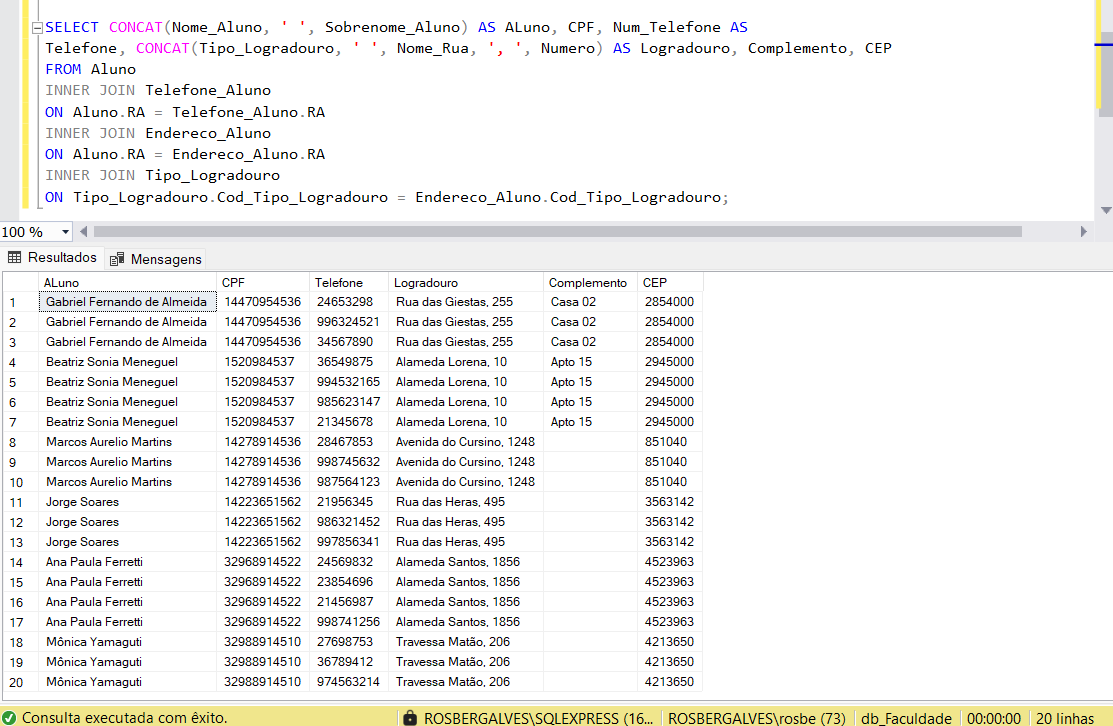 SELECT CONCAT(Nome_Aluno, ' ', Sobrenome_Aluno) AS ALuno, CPF, Num_Telefone AS
Telefone, CONCAT(Tipo_Logradouro, ' ', Nome_Rua, ', ', Numero) AS Logradouro, Complemento, CEP
FROM Aluno
INNER JOIN Telefone_Aluno
ON Aluno.RA = Telefone_Aluno.RA
INNER JOIN Endereco_Aluno
ON Aluno.RA = Endereco_Aluno.RA
INNER JOIN Tipo_Logradouro
ON Tipo_Logradouro.Cod_Tipo_Logradouro = Endereco_Aluno.Cod_Tipo_Logradouro;
100 %
Resultados Mensagens
ALuno CPF Telefone Logradouro Complemento CEP
1 Gabriel Fernando de Almeida 14470954536 24653298 Rua das Giestas, 255 Casa 02 2854000
2 Gabriel Fernando de Almeida 14470954536 996324521 Rua das Giestas, 255 Casa 02 2854000
3 Gabriel Fernando de Almeida 14470954536 34567890 Rua das Giestas, 255 Casa 02 2854000
4 Beatriz Sonia Meneguel 1520984537 36549875 Alameda Lorena, 10 Apto 15 2945000
5 Beatriz Sonia Meneguel 1520984537 994532165 Alameda Lorena, 10 Apto 15 2945000
6 Beatriz Sonia Meneguel 1520984537 985623147 Alameda Lorena, 10 Apto 15 2945000
7 Beatriz Sonia Meneguel 1520984537 21345678 Alameda Lorena, 10 Apto 15 2945000
8 Marcos Aurelio Martins 14278914536 28467853 Avenida do Cursino, 1248 851040
9 Marcos Aurelio Martins 14278914536 998745632 Avenida do Cursino, 1248 851040
10 Marcos Aurelio Martins 14278914536 987564123 Avenida do Cursino, 1248 851040
11 Jorge Soares 14223651562 21956345 Rua das Heras, 495 3563142
12 Jorge Soares 14223651562 986321452 Rua das Heras, 495 3563142
13 Jorge Soares 14223651562 997856341 Rua das Heras, 495 3563142
14 Ana Paula Ferretti 32968914522 24569832 Alameda Santos, 1856 4523963
15 Ana Paula Ferretti 32968914522 23854696 Alameda Santos, 1856 4523963
16 Ana Paula Ferretti 32968914522 21456987 Alameda Santos, 1856 4523963
17 Ana Paula Ferretti 32968914522 998741256 Alameda Santos, 1856 4523963
18 Mônica Yamaguti 32988914510 27698753 Travessa Matão, 206 4213650
19 Mônica Yamaguti 32988914510 36789412 Travessa Matão, 206 4213650
20 Mônica Yamaguti 32988914510 974563214 Travessa Matão, 206 4213650
Consulta executada com êxito. ROSBERGALVES\SQLEXPRESS (16... ROSBERGALVES\rosbe (73) db_Faculdade 00:00:00 20 linhas